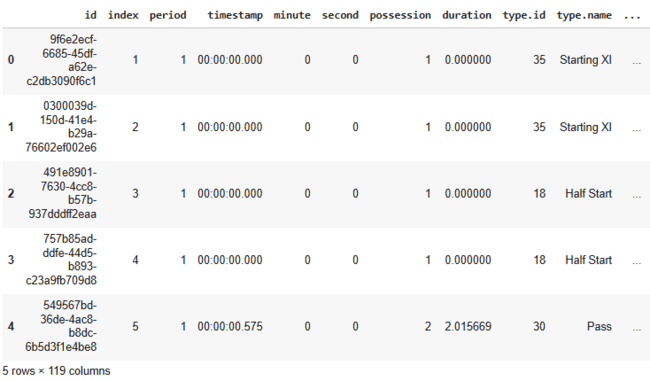 id index period timestamp minute second possession duration type.id type.name ...
9f6e2ecf-
6685-45df-
0 a62e- 1 1 00:00:00.000 0 0 1 0.000000 35 Starting XI ...
c2db3090f6c1
0300039d-
150d-41e4-
1 b29a- 2 1 00:00:00.000 0 0 1 0.000000 35 Starting XI ...
76602ef002e6
491e8901-
7630-4cc8-
2 b57b- 3 1 00:00:00.000 0 0 1 0.000000 18 Half Start ...
937dddff2eaa
757b85ad-
ddfe-44d5-
3 b893- 4 1 00:00:00.000 0 0 1 0.000000 18 Half Start ...
c23a9fb709d8
549567bd-
36de-4ac8-
4 b8dc- 5 1 00:00:00.575 0 0 2 2.015669 30 Pass ...
6b5d3f1e4be8
5 rows × 119 columns